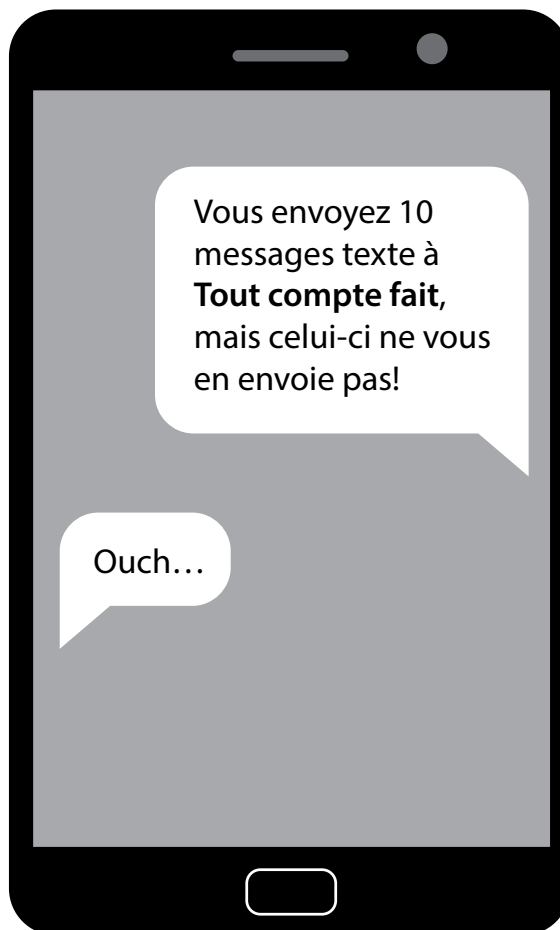 Vous envoyez 10
messages texte à
Tout compte fait,
mais celui-ci ne vous
en envoie pas!
Ouch…